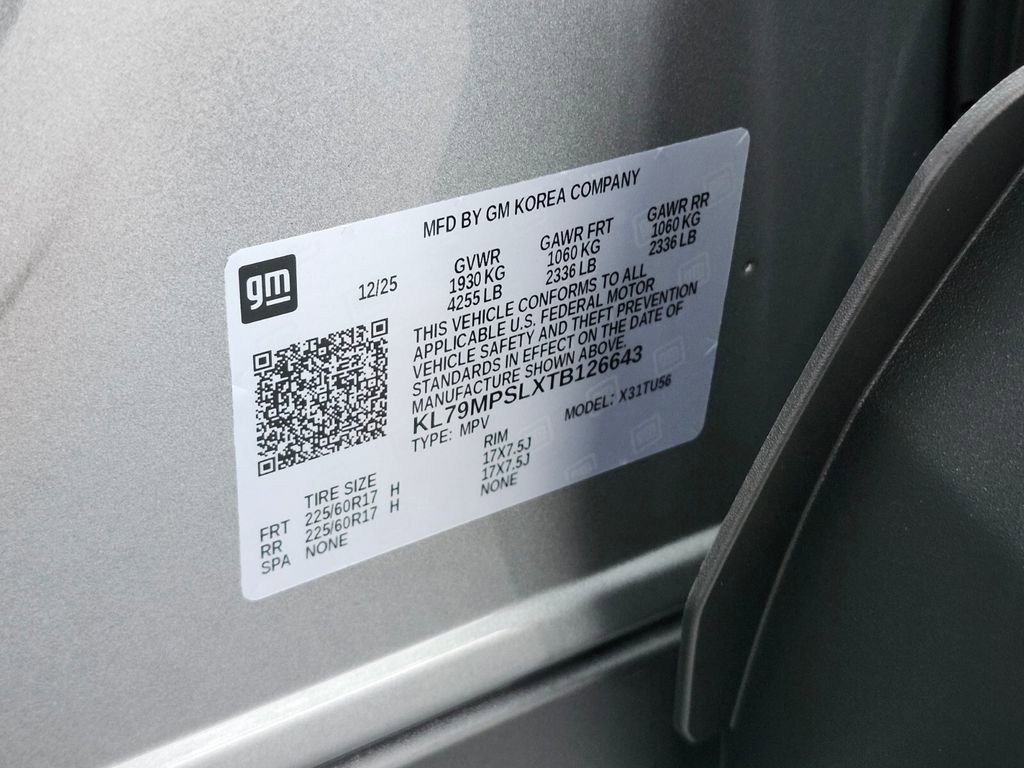 MFD BY GM KOREA COMPANY
gm
12/25
GVWR GAWR FRT GAWR RR
1930 KG 1060 KG 1060 KG
4255 LB 2336 LB 2336 LB
THIS VEHICLE CONFORMS TO ALL
APPLICABLE U.S. FEDERAL MOTOR
VEHICLE SAFETY AND THEFT PREVENTION
STANDARDS IN EFFECT ON THE DATE OF
MANUFACTURE SHOWN ABOVE.
KL79MPSLXTB126643
TYPE: MPV MODEL: X31TU56
TIRE SIZE RIM
FRT 225/60R17 H 17X7.5J
RR 225/60R17 H 17X7.5J
SPA NONE NONE